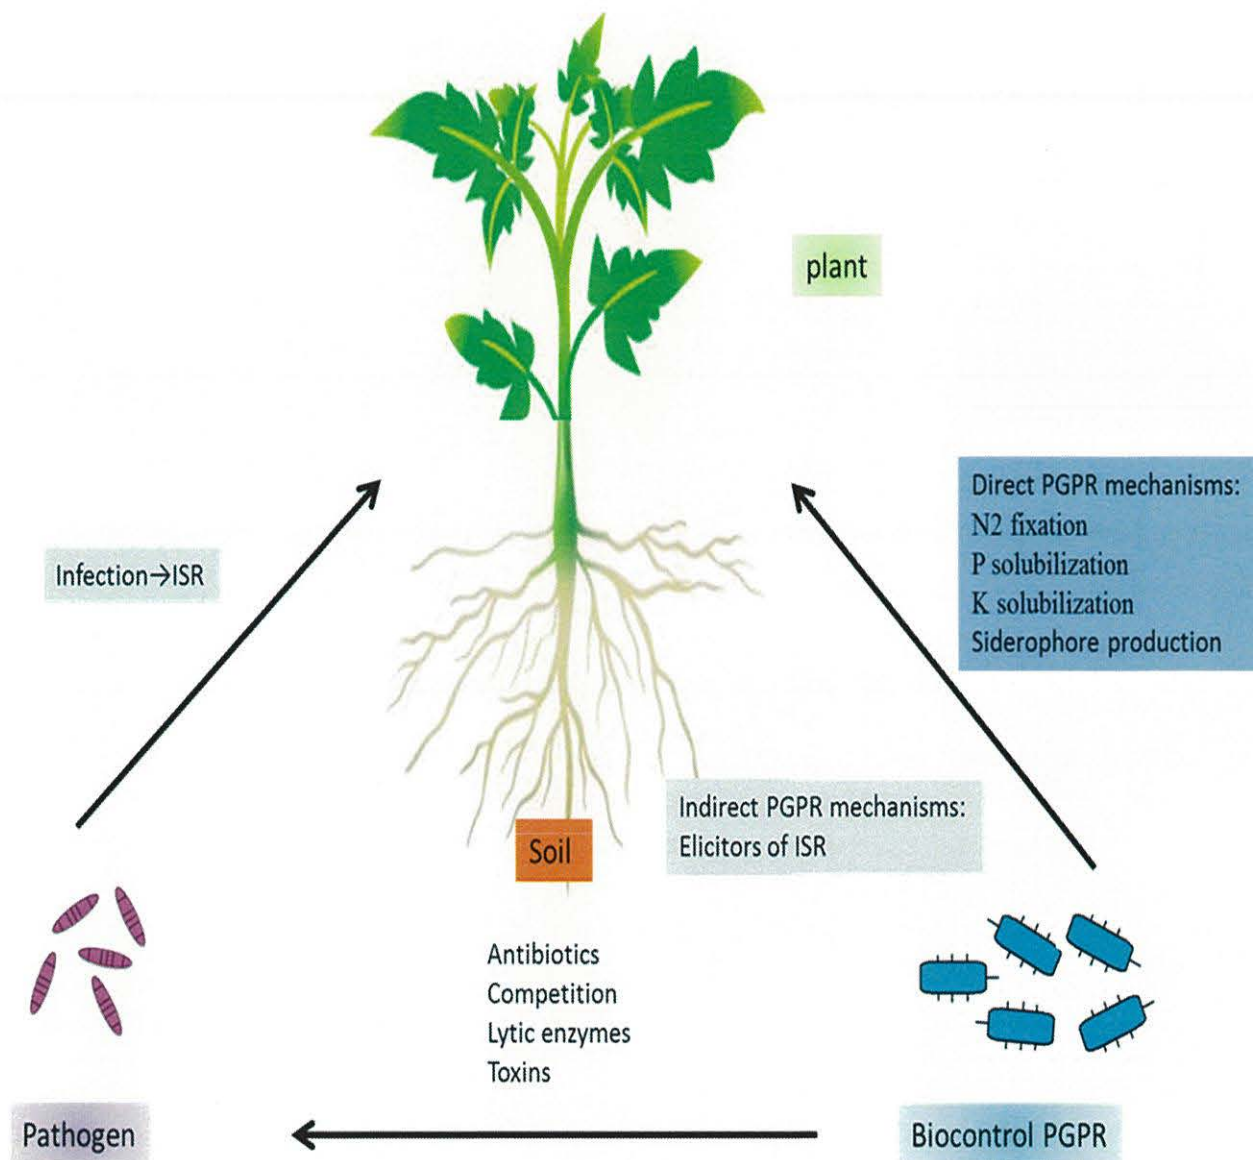 plant
Direct PGPR mechanisms:
N2 fixation
P solubilization
K solubilization
Siderophore production
Infection→ISR
Indirect PGPR mechanisms:
Elicitors of ISR
Soil
Antibiotics
Competition
Lytic enzymes
Toxins
Pathogen
Biocontrol PGPR